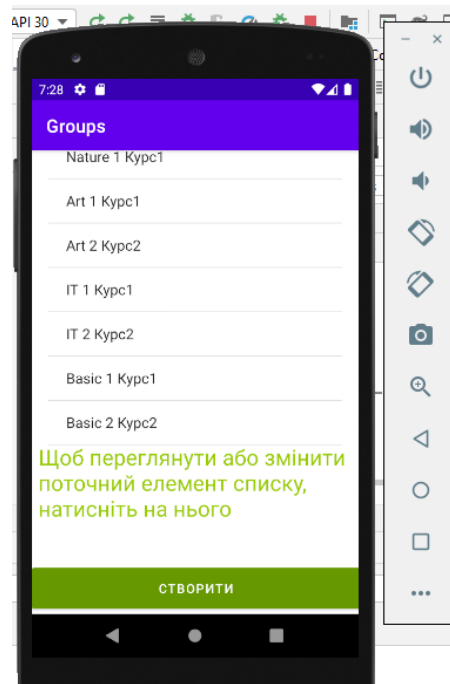 API 30
7:28
Groups
Nature 1 Курс1
Art 1 Курс1
Art 2 Курс2
IT 1 Курс1
IT 2 Курс2
Basic 1 Курс1
Basic 2 Курс2
Щоб переглянути або змінити
поточний елемент списку,
натисніть на нього
СТВОРИТИ